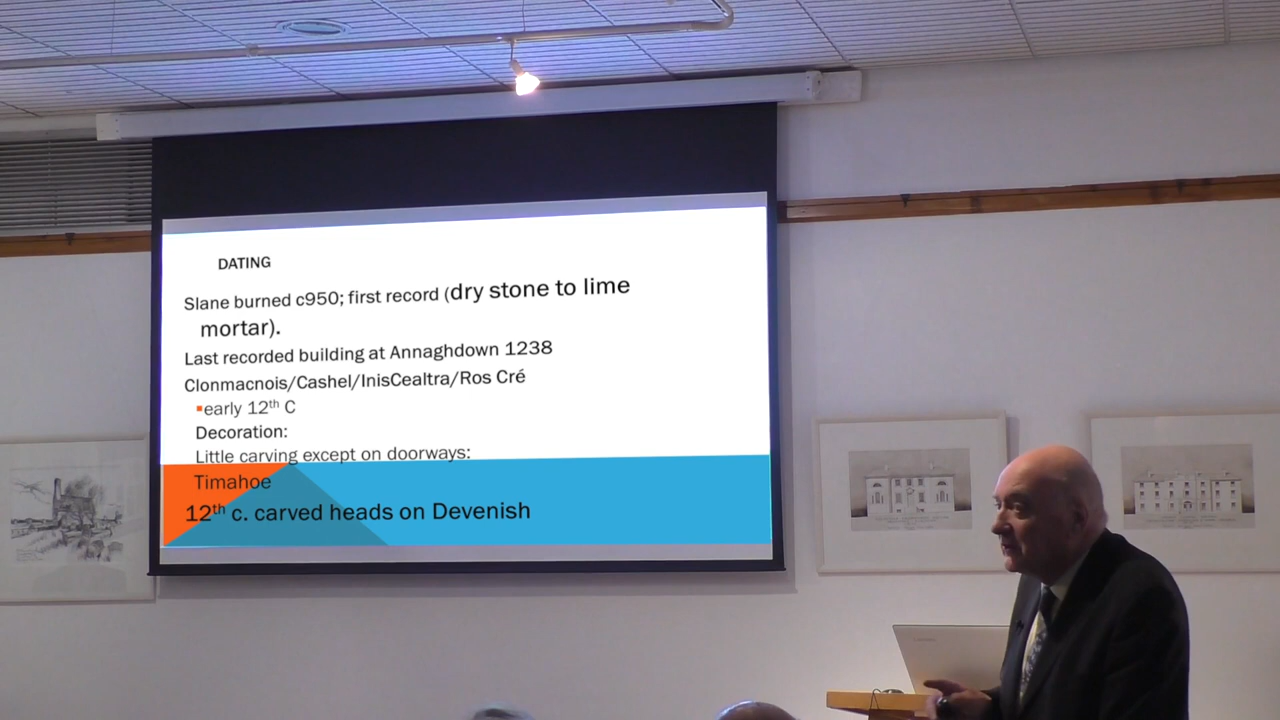 DATING
Slane burned c950; first record (dry stone to lime
mortar).
Last recorded building at Annaghdown 1238
Clonmacnois/Cashel/InisCealtra/Ros Cré
▪early 12th C
Decoration:
Little carving except on doorways:
Timahoe
12th c. carved heads on Devenish